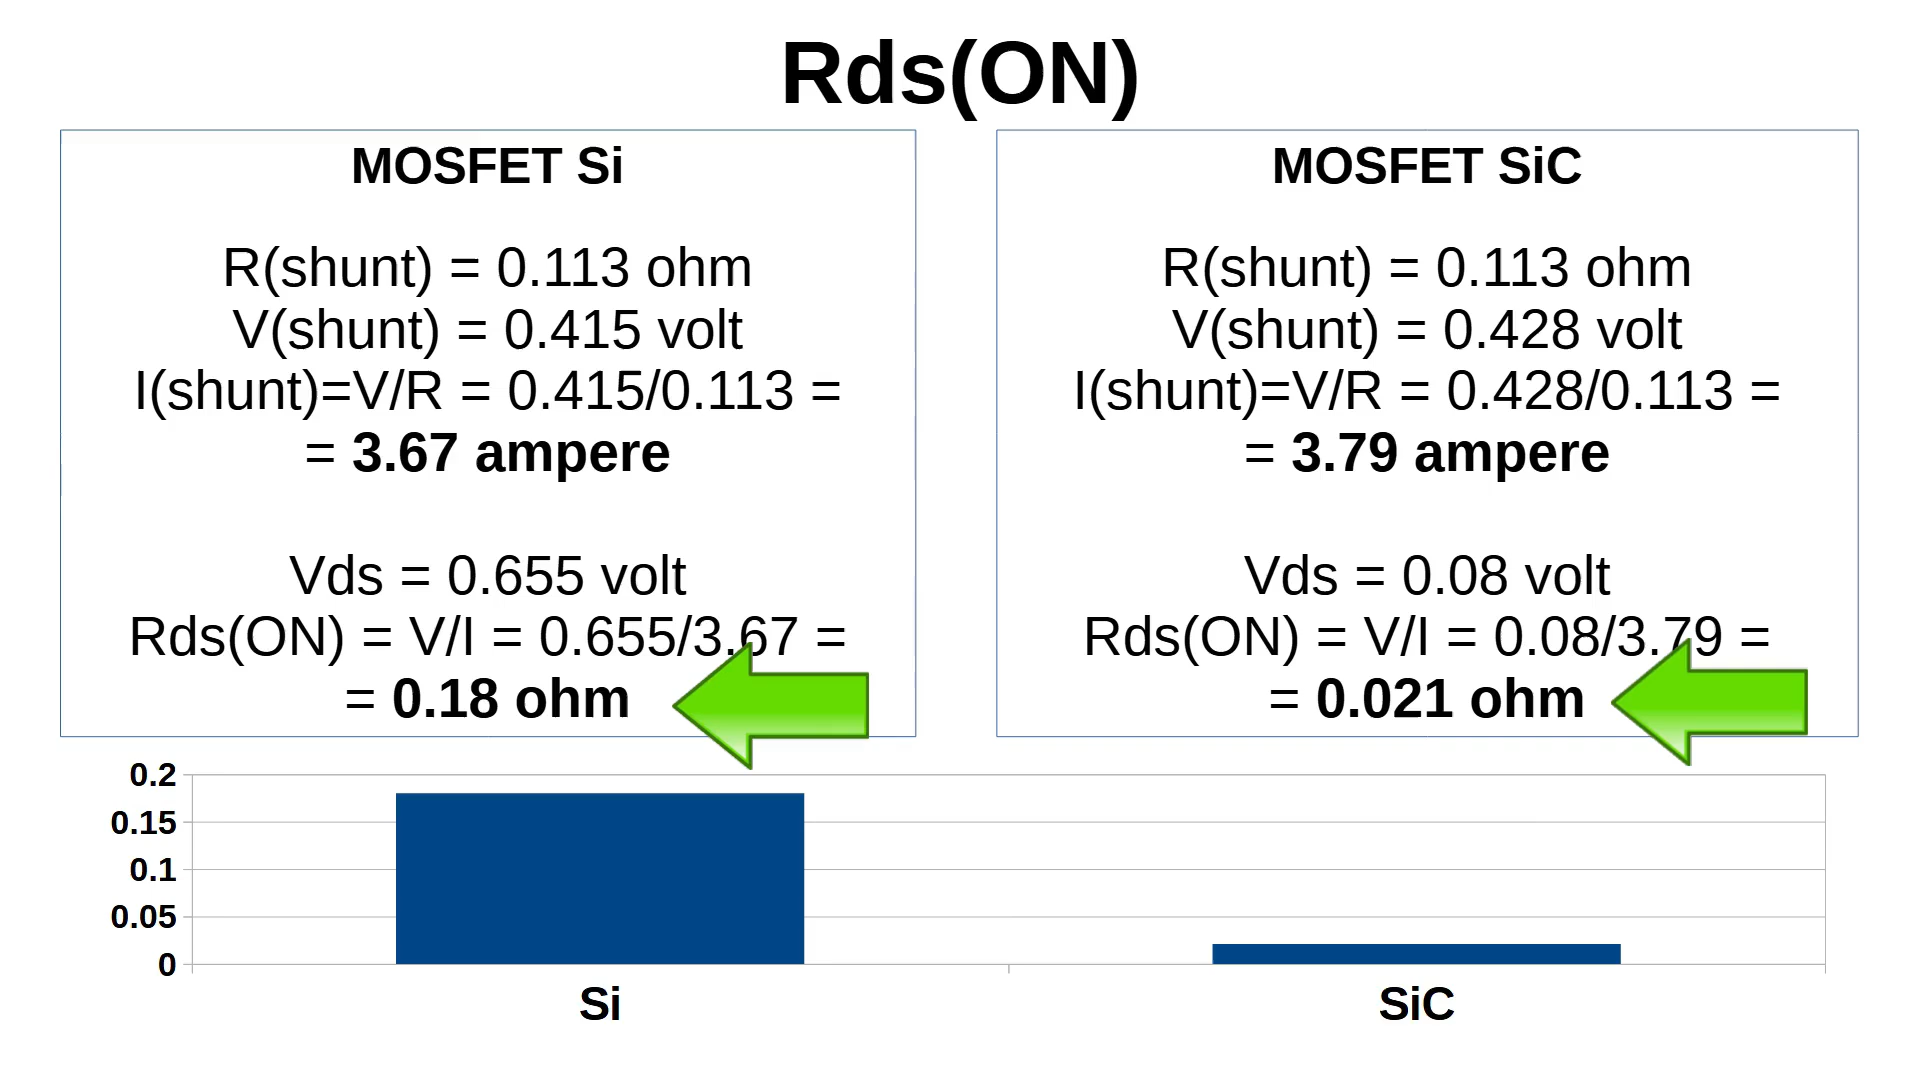 Rds(ON)
MOSFET Si
R(shunt) = 0.113 ohm
V(shunt) = 0.415 volt
I(shunt)=V/R = 0.415/0.113 =
= 3.67 ampere
Vds = 0.655 volt
Rds(ON) = V/I = 0.655/3.67 =
= 0.18 ohm
MOSFET SiC
R(shunt) = 0.113 ohm
V(shunt) = 0.428 volt
I(shunt)=V/R = 0.428/0.113 =
= 3.79 ampere
Vds = 0.08 volt
Rds(ON) = V/I = 0.08/3.79 =
= 0.021 ohm
0.2
0.15
0.1
0.05
0
Si
SiC